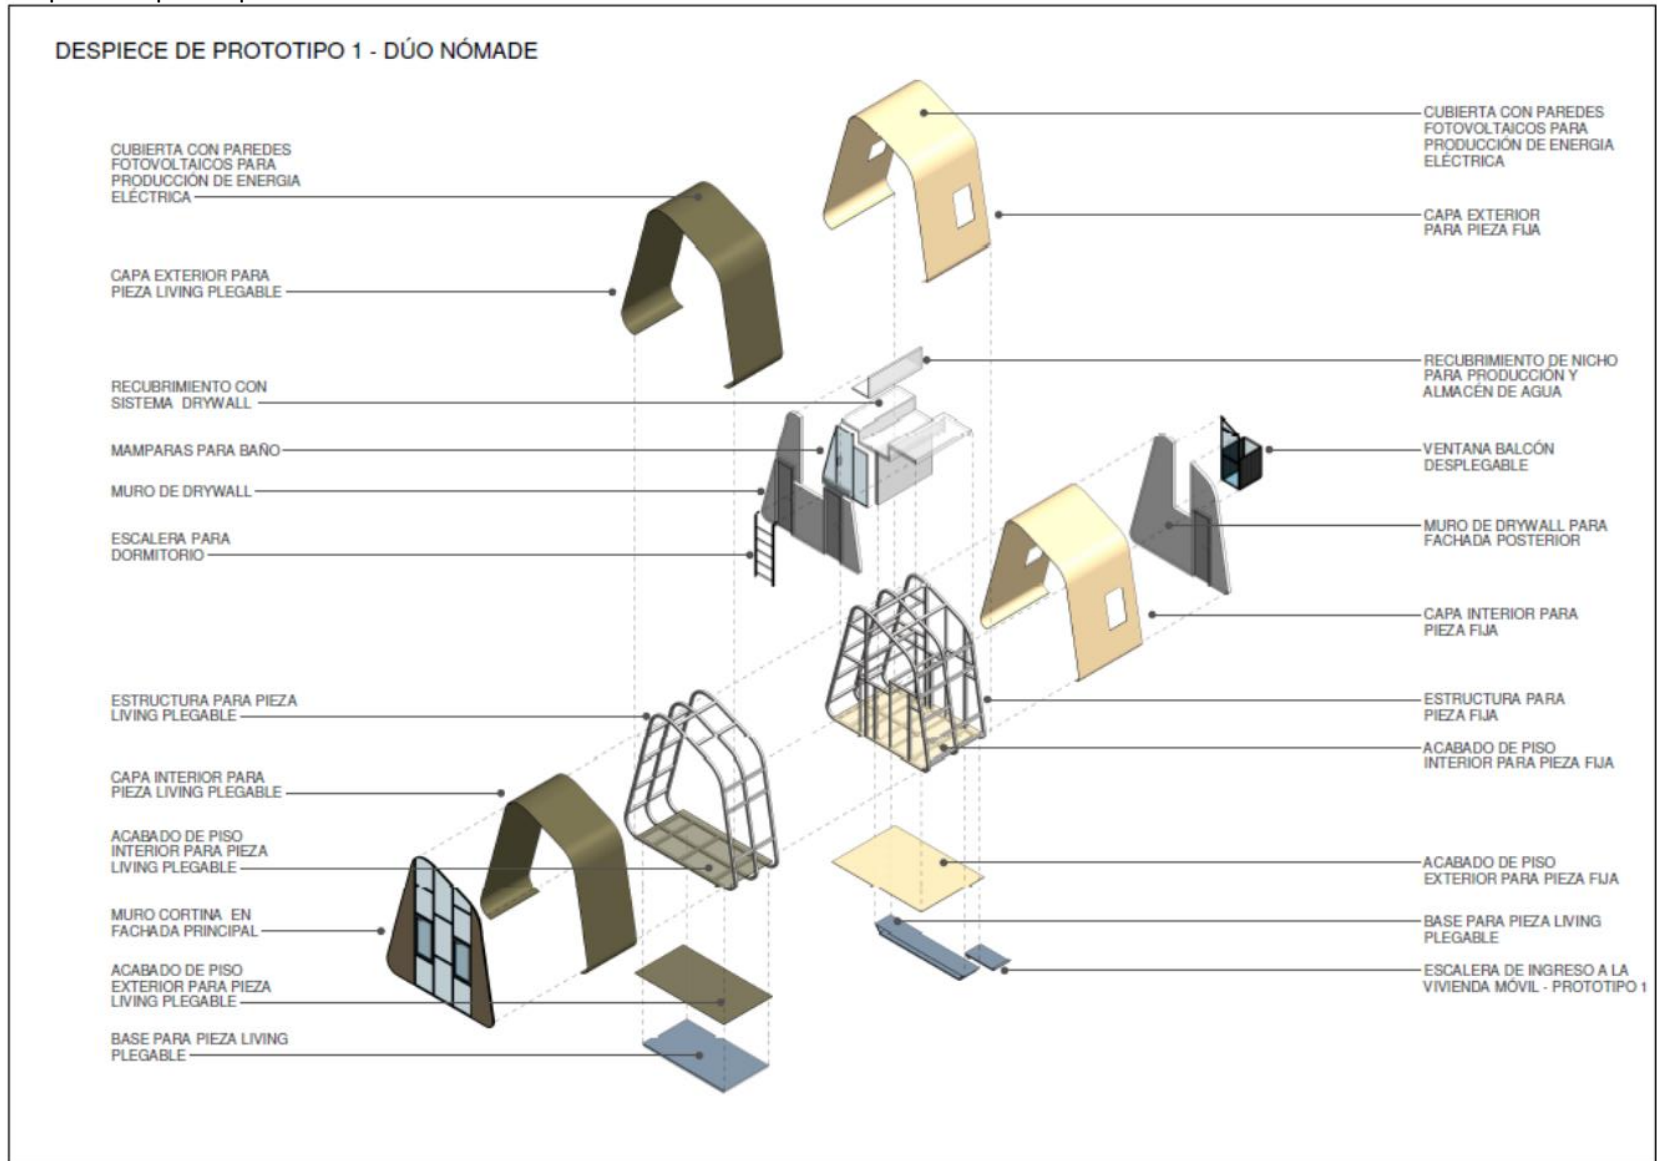 DESPIECE DE PROTOTIPO 1 - DÚO NÓMADE
CUBIERTA CON PAREDES
FOTOVOLTAICOS PARA
PRODUCCIÓN DE ENERGIA
ELÉCTRICA
CAPA EXTERIOR PARA
PIEZA LIVING PLEGABLE
RECUBRIMIENTO CON
SISTEMA DRYWALL
MAMPARAS PARA BAÑO
MURO DE DRYWALL
ESCALERA PARA
DORMITORIO
ESTRUCTURA PARA PIEZA
LIVING PLEGABLE
CAPA INTERIOR PARA
PIEZA LIVING PLEGABLE
ACABADO DE PISO
INTERIOR PARA PIEZA
LIVING PLEGABLE
MURO CORTINA EN
FACHADA PRINCIPAL
ACABADO DE PISO
EXTERIOR PARA PIEZA
LIVING PLEGABLE
BASE PARA PIEZA LIVING
PLEGABLE
CUBIERTA CON PAREDES
FOTOVOLTAICOS PARA
PRODUCCIÓN DE ENERGIA
ELÉCTRICA
CAPA EXTERIOR
PARA PIEZA FIJA
RECUBRIMIENTO DE NICHO
PARA PRODUCCIÓN Y
ALMACÉN DE AGUA
VENTANA BALCÓN
DESPLEGABLE
MURO DE DRYWALL PARA
FACHADA POSTERIOR
CAPA INTERIOR PARA
PIEZA FIJA
ESTRUCTURA PARA
PIEZA FIJA
ACABADO DE PISO
INTERIOR PARA PIEZA FIJA
ACABADO DE PISO
EXTERIOR PARA PIEZA FIJA
BASE PARA PIEZA LIVING
PLEGABLE
ESCALERA DE INGRESO A LA
VIVIENDA MÓVIL - PROTOTIPO 1